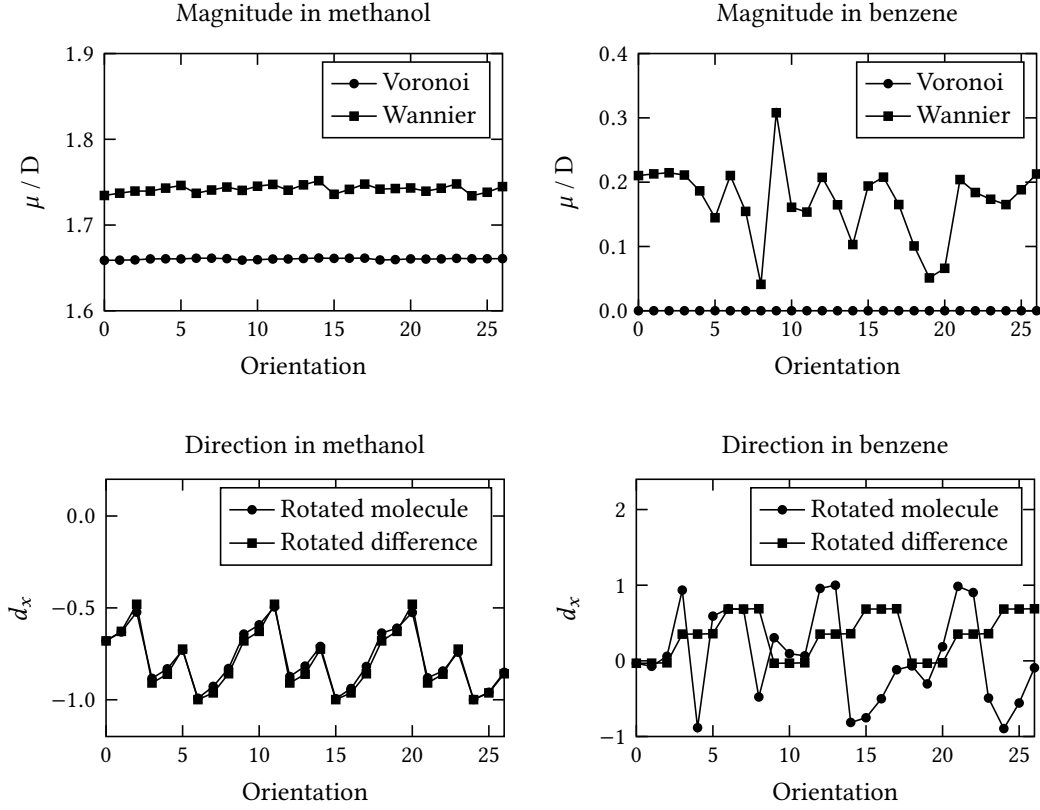 Magnitude in methanol
1.9
1.8
1.7
1.6
μ / D
Voronoi
Wannier
0 5 10 15 20 25
Orientation
Magnitude in benzene
0.4
0.3
0.2
0.1
0.0
μ / D
Voronoi
Wannier
0 5 10 15 20 25
Orientation
Direction in methanol
0.0
−0.5
−1.0
dₓ
Rotated molecule
Rotated difference
0 5 10 15 20 25
Orientation
Direction in benzene
2
1
0
−1
dₓ
Rotated molecule
Rotated difference
0 5 10 15 20 25
Orientation